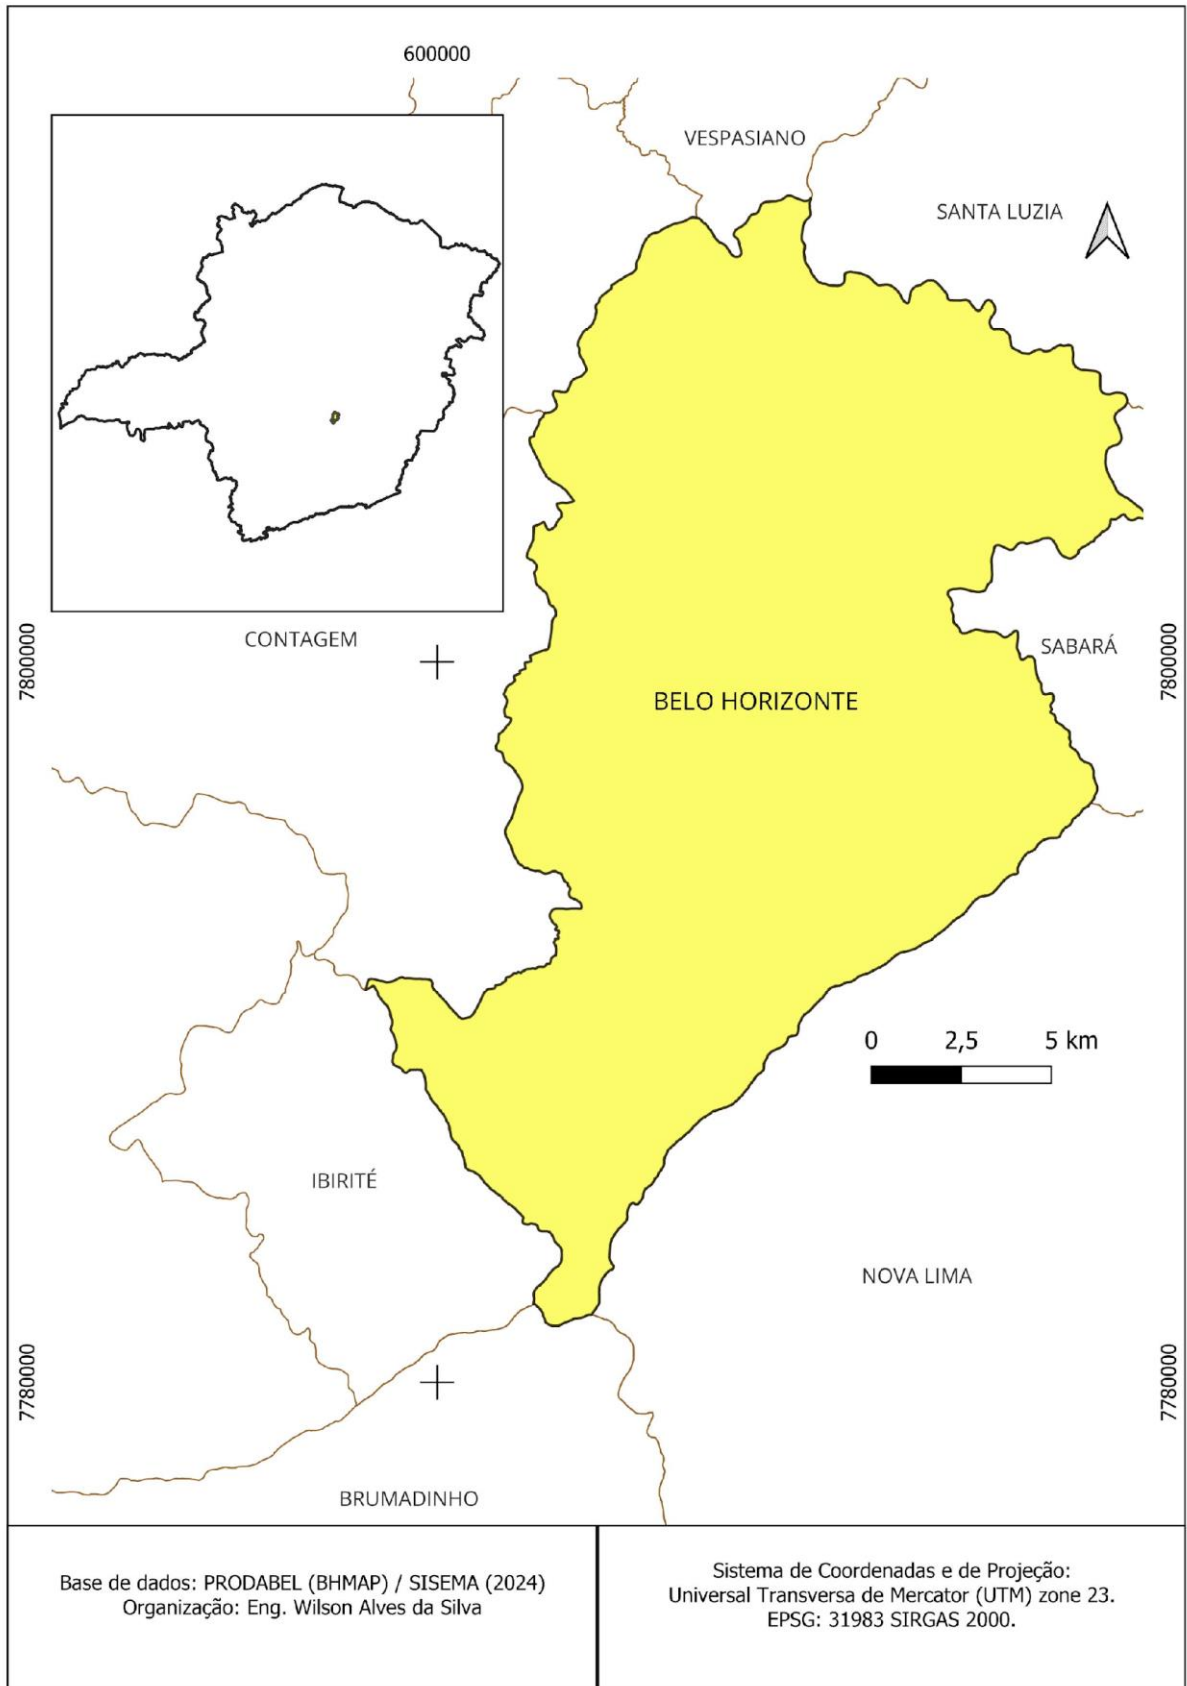 600000
VESPASIANO
SANTA LUZIA
7800000
CONTAGEM
SABARÁ
7800000
BELO HORIZONTE
0 2,5 5 km
IBIRITÉ
NOVA LIMA
7780000
7780000
BRUMADINHO
Base de dados: PRODABEL (BHMAP) / SISEMA (2024)
Organização: Eng. Wilson Alves da Silva
Sistema de Coordenadas e de Projeção:
Universal Transversa de Mercator (UTM) zone 23.
EPSG: 31983 SIRGAS 2000.